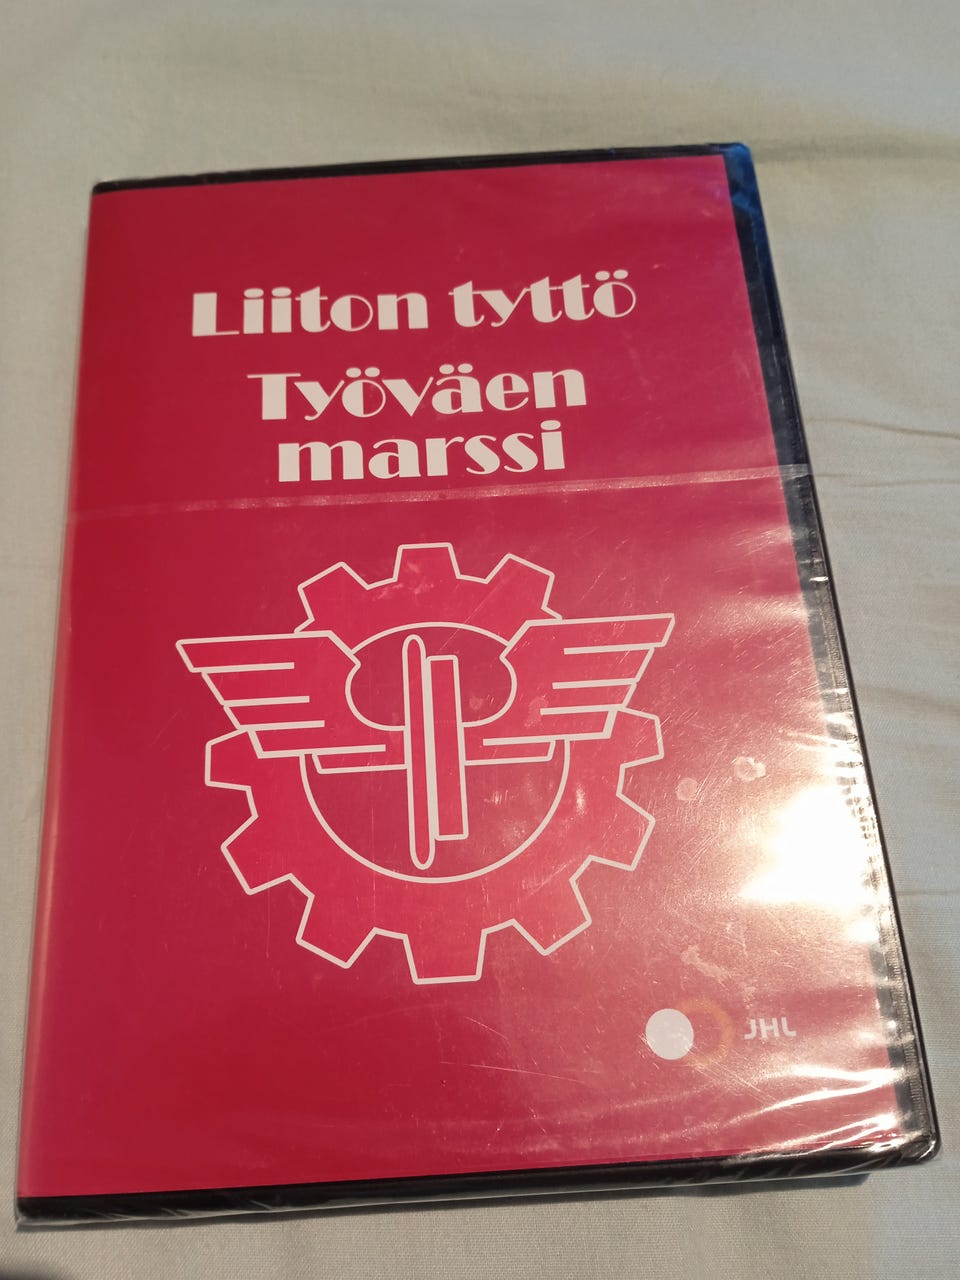 Liiton tyttö
Työväen
marssi
JHL